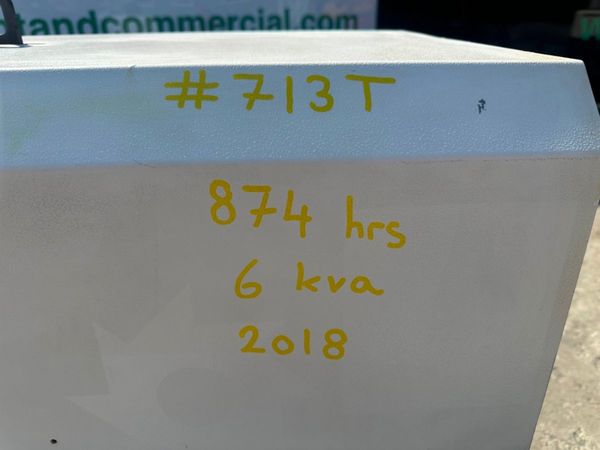 tandcommercial.com
#713T
874 hrs
6 kva
2018